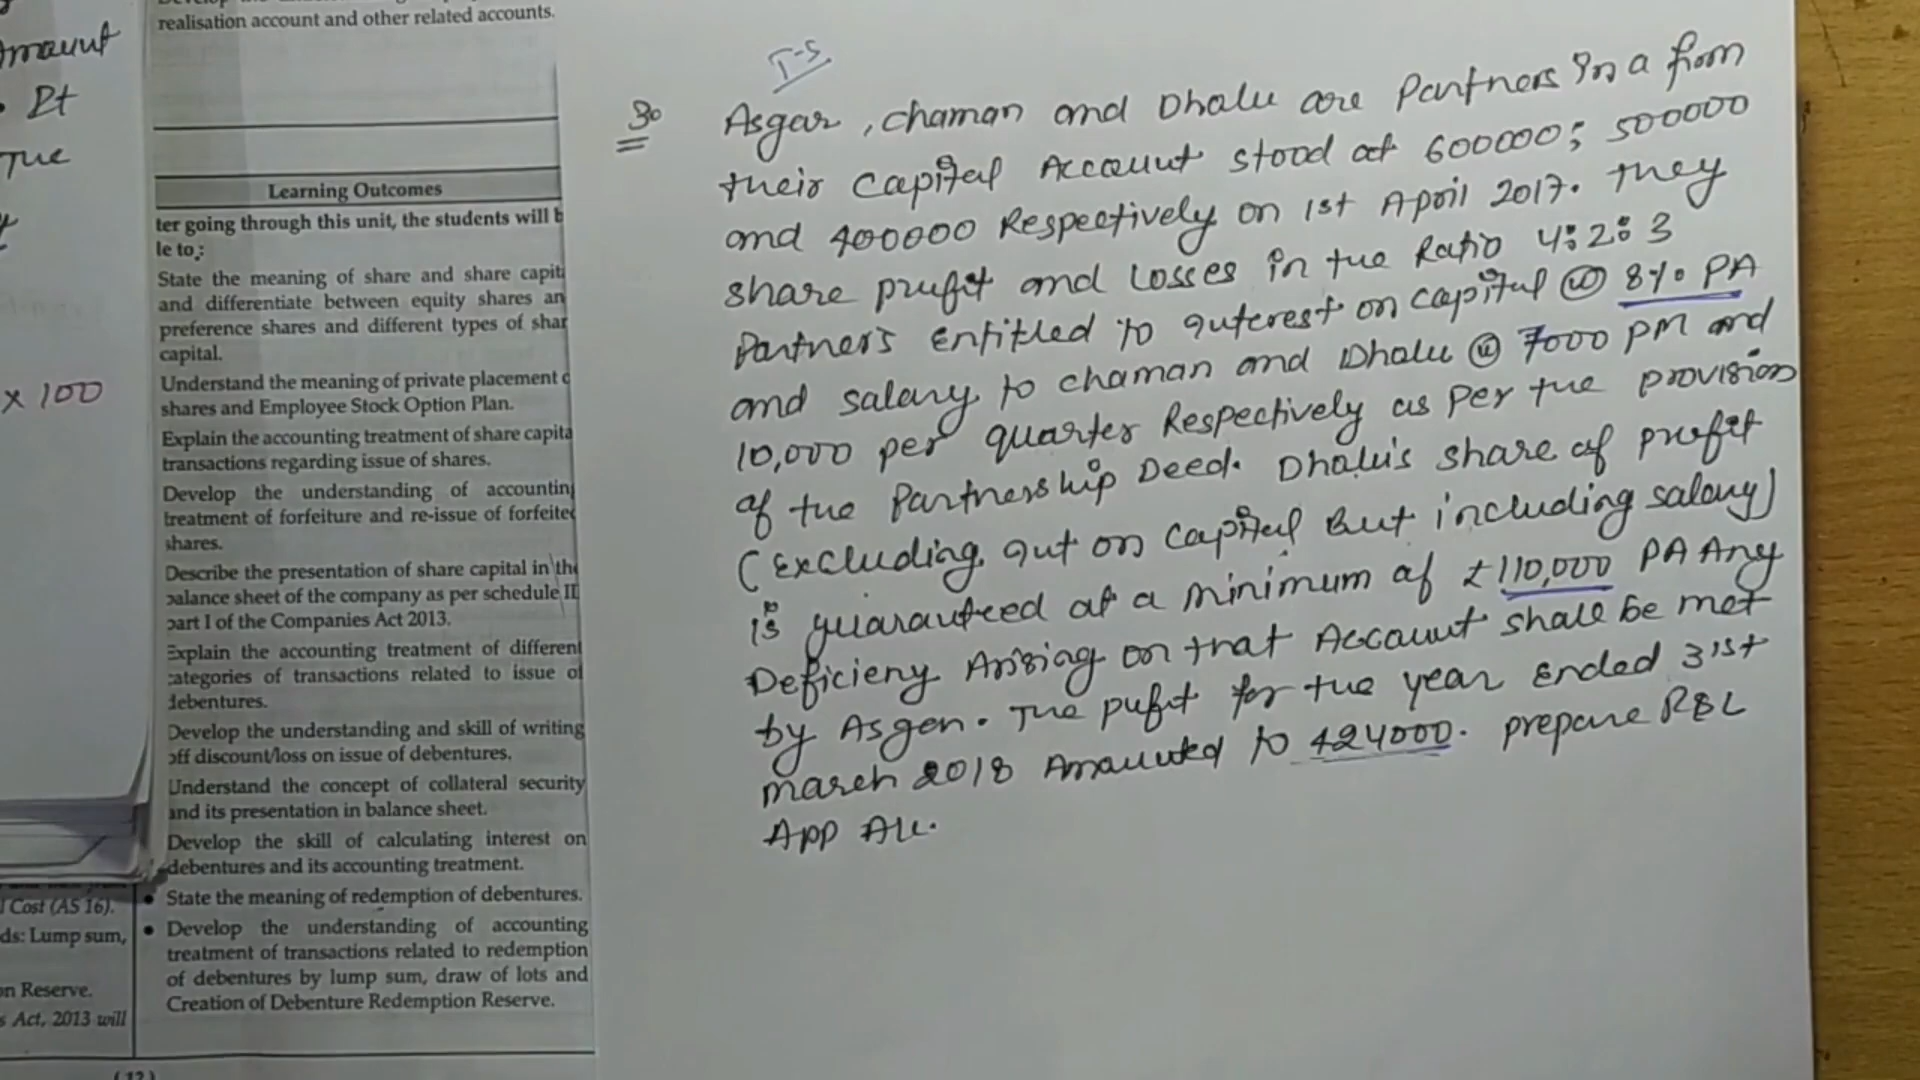 mount
Dt
Tue
x 100
Cost (AS 16).
ds: Lump sum,
on Reserve.
s Act, 2013 will
realisation account and other related accounts.
Learning Outcomes
ter going through this unit, the students will b
le to:
State the meaning of share and share capit
and differentiate between equity shares an
preference shares and different types of shar
capital.
Understand the meaning of private placement
shares and Employee Stock Option Plan.
Explain the accounting treatment of share capita
transactions regarding issue of shares.
Develop the understanding of accounting
treatment of forfeiture and re-issue of forfeited
shares.
Describe the presentation of share capital in the
balance sheet of the company as per schedule II
part I of the Companies Act 2013.
Explain the accounting treatment of different
categories of transactions related to issue of
debentures.
Develop the understanding and skill of writing
off discount/loss on issue of debentures.
Understand the concept of collateral security
and its presentation in balance sheet.
Develop the skill of calculating interest on
debentures and its accounting treatment.
• State the meaning of redemption of debentures.
• Develop the understanding of accounting
treatment of transactions related to redemption
of debentures by lump sum, draw of lots and
Creation of Debenture Redemption Reserve.
(12)
T-S
30 Asgar, chaman and Dhalu are Partners in a firm
their capital Account stood at 600000; 500000
and 400000 Respectively on 1st April 2017. They
share profit and Losses in the Ratio 4:2:3
Partners entitled to interest on capital @ 8% PA
and salary to chaman and Dhalu @ 7000 PM and
10,000 per quarter Respectively as per the provision
of the Partnership Deed. Dhalu's share of profit
(excluding int on capital But including salary)
is guaranteed at a minimum of ₹110,000 PA Any
Deficieny Arising on that Account shall be met
by Asgen. The pufit for the year ended 31st
march 2018 Amounted to 424000. prepare P&L
App A/c.